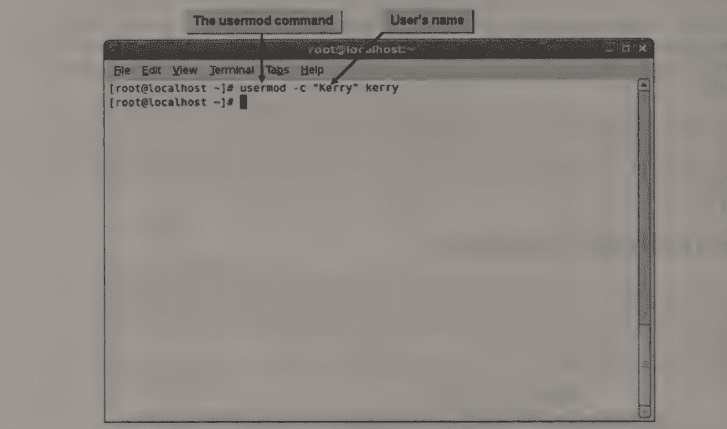 The usermod command
User's name
root@localhost:~
File Edit View Terminal Tabs Help
[root@localhost ~]# usermod -c "Kerry" kerry
[root@localhost ~]#